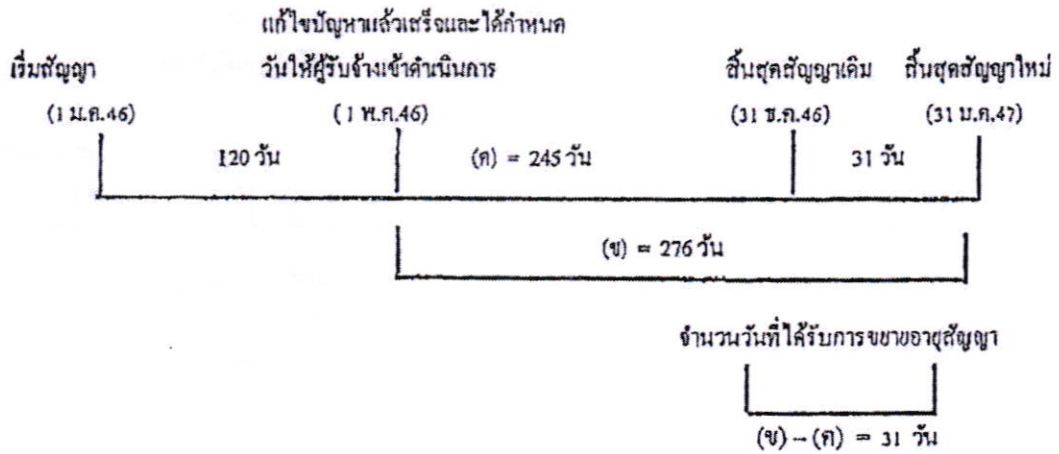 แก้ไขปัญหาแล้วเสร็จและได้กำหนด
เริ่มสัญญา วันให้ผู้รับจ้างเข้าดำเนินการ สิ้นสุดสัญญาเดิม สิ้นสุดสัญญาใหม่
(1 ม.ค.46) (1 พ.ค.46) (31 ธ.ค.46) (31 ม.ค.47)
120 วัน (ค) = 245 วัน 31 วัน
(ข) = 276 วัน
จำนวนวันที่ได้รับการขยายอายุสัญญา
(ข) – (ค) = 31 วัน